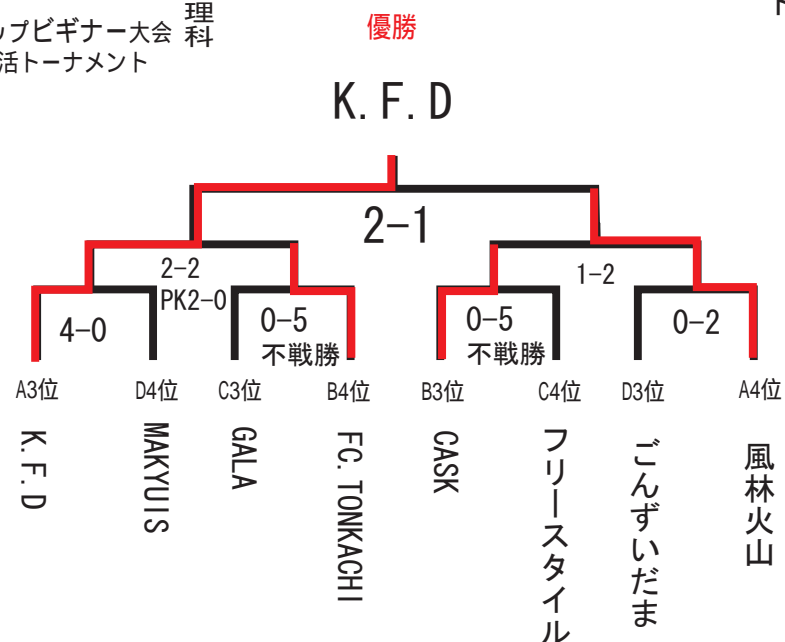 理科
ップビギナー大会
活トーナメント
優勝
K.F.D
2-1
2-2
PK2-0
1-2
4-0
0-5
不戦勝
0-5
不戦勝
0-2
A3位
D4位
C3位
B4位
B3位
C4位
D3位
A4位
K.F.D
MAKYUIS
GALA
FC.TONKACHI
CASK
フリースタイル
ごんずいだま
風林火山